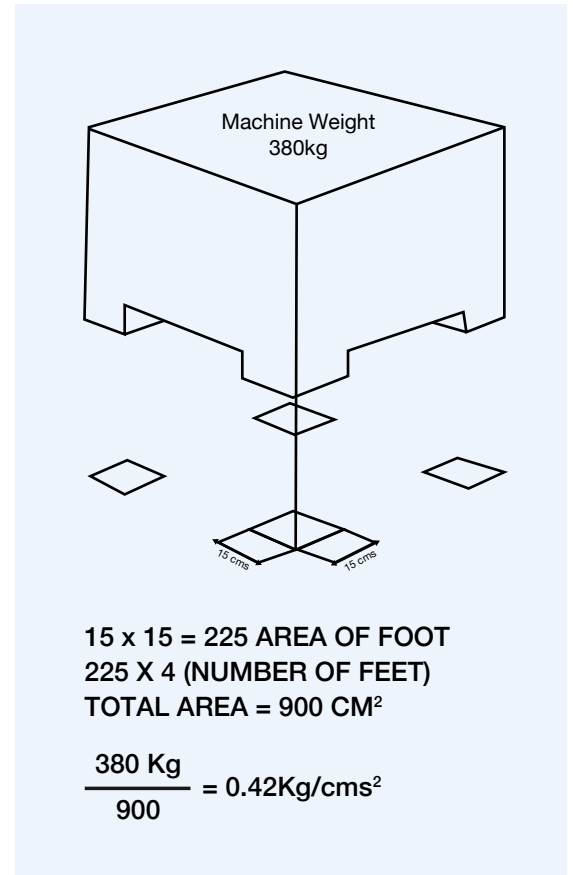 Machine Weight
380kg
15 cms
15 cms
15 x 15 = 225 AREA OF FOOT
225 X 4 (NUMBER OF FEET)
TOTAL AREA = 900 CM²
380 Kg
900
= 0.42Kg/cms²